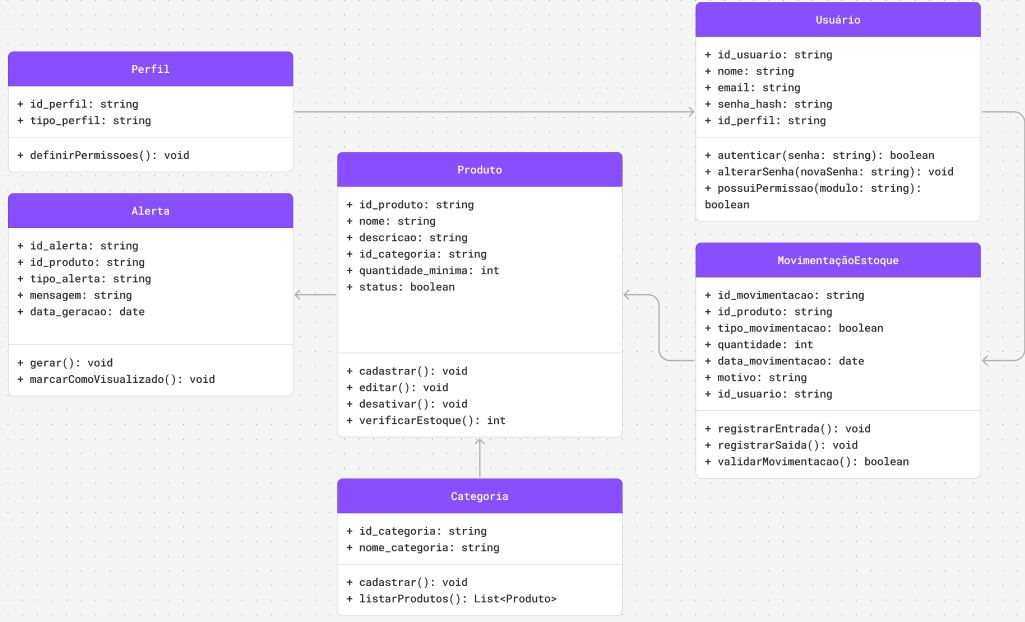 Perfil
+ id_perfil: string
+ tipo_perfil: string
+ definirPermissoes(): void
Alerta
+ id_alerta: string
+ id_produto: string
+ tipo_alerta: string
+ mensagem: string
+ data_geracao: date
+ gerar(): void
+ marcarComoVisualizado(): void
Produto
+ id_produto: string
+ nome: string
+ descricao: string
+ id_categoria: string
+ quantidade_minima: int
+ status: boolean
+ cadastrar(): void
+ editar(): void
+ desativar(): void
+ verificarEstoque(): int
Categoria
+ id_categoria: string
+ nome_categoria: string
+ cadastrar(): void
+ listarProdutos(): List<Produto>
Usuário
+ id_usuario: string
+ nome: string
+ email: string
+ senha_hash: string
+ id_perfil: string
+ autenticar(senha: string): boolean
+ alterarSenha(novaSenha: string): void
+ possuiPermissao(modulo: string):
boolean
MovimentaçãoEstoque
+ id_movimentacao: string
+ id_produto: string
+ tipo_movimentacao: boolean
+ quantidade: int
+ data_movimentacao: date
+ motivo: string
+ id_usuario: string
+ registrarEntrada(): void
+ registrarSaida(): void
+ validarMovimentacao(): boolean